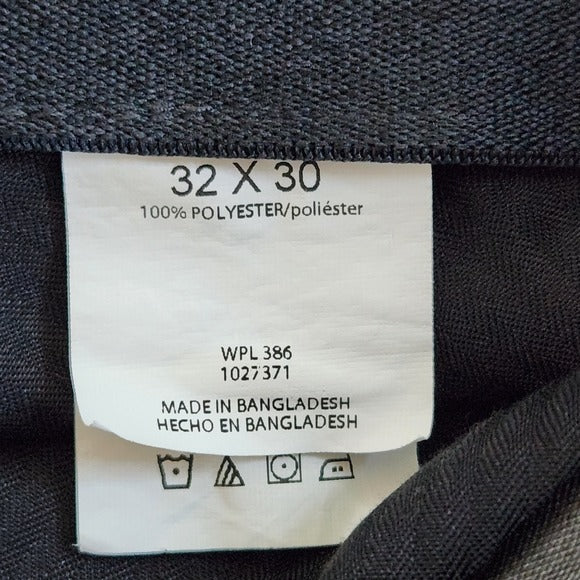 32 X 30
100% POLYESTER/poliéster
WPL 386
1027371
MADE IN BANGLADESH
HECHO EN BANGLADESH